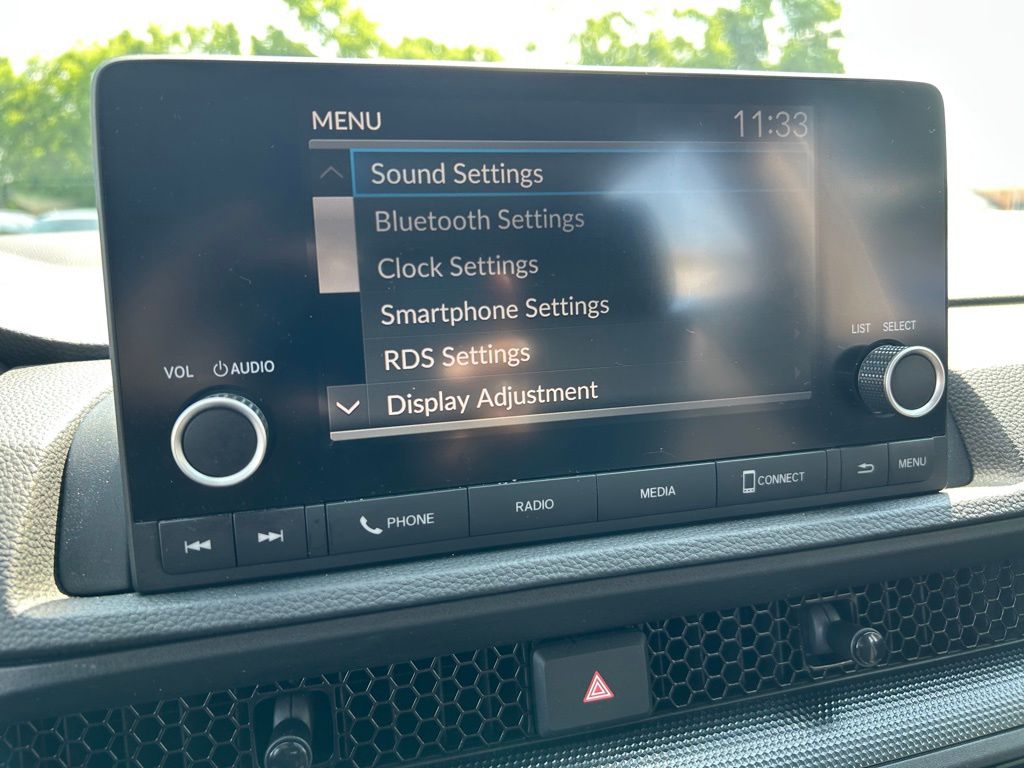 MENU 11:33
Sound Settings
Bluetooth Settings
Clock Settings
Smartphone Settings
RDS Settings
Display Adjustment
VOL AUDIO
LIST SELECT
PHONE RADIO MEDIA CONNECT MENU